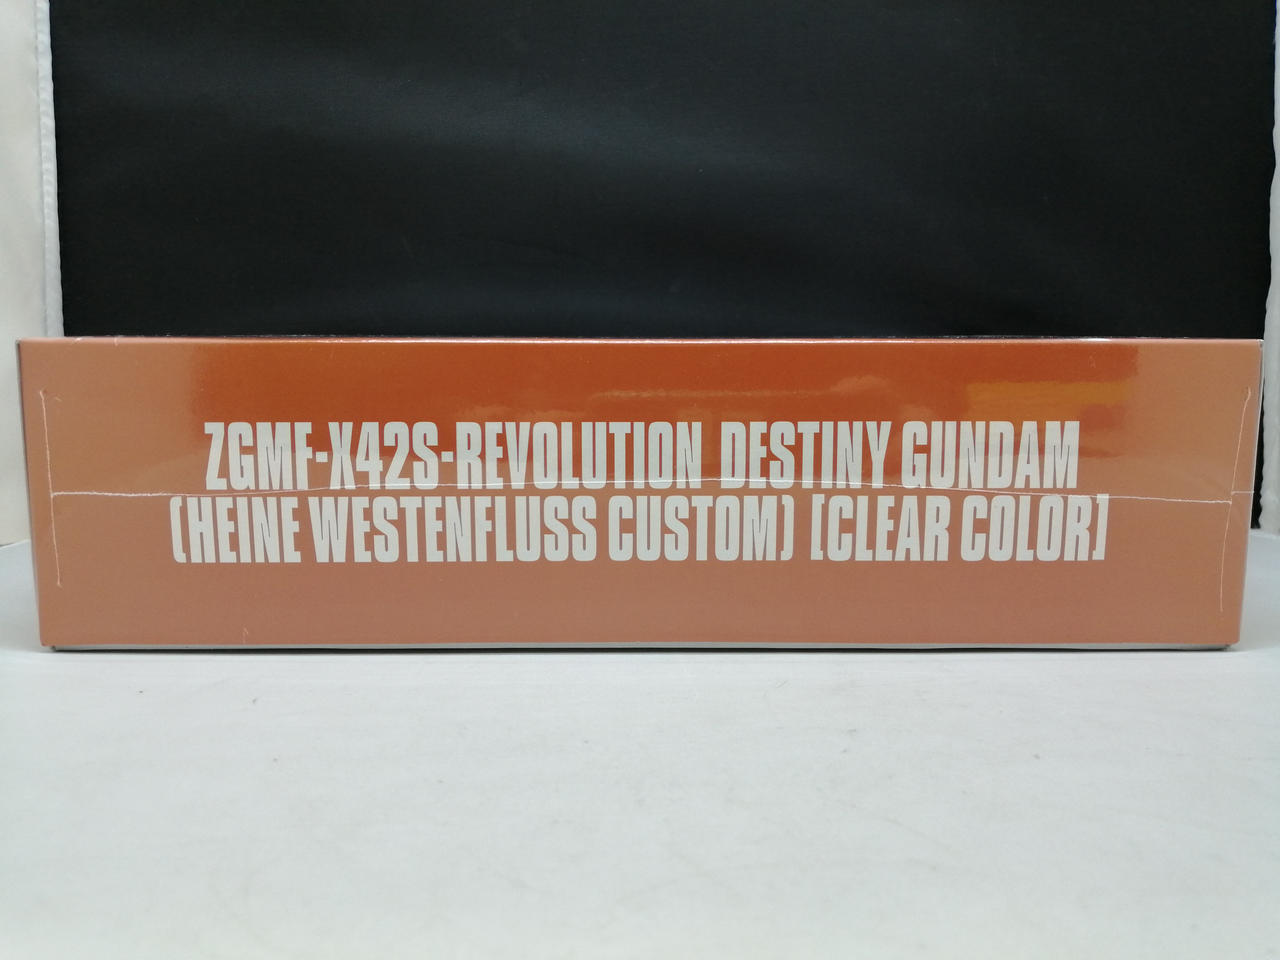 ZGMF-X42S-REVOLUTION DESTINY GUNDAM
(HEINE WESTENFLUSS CUSTOM) [CLEAR COLOR]